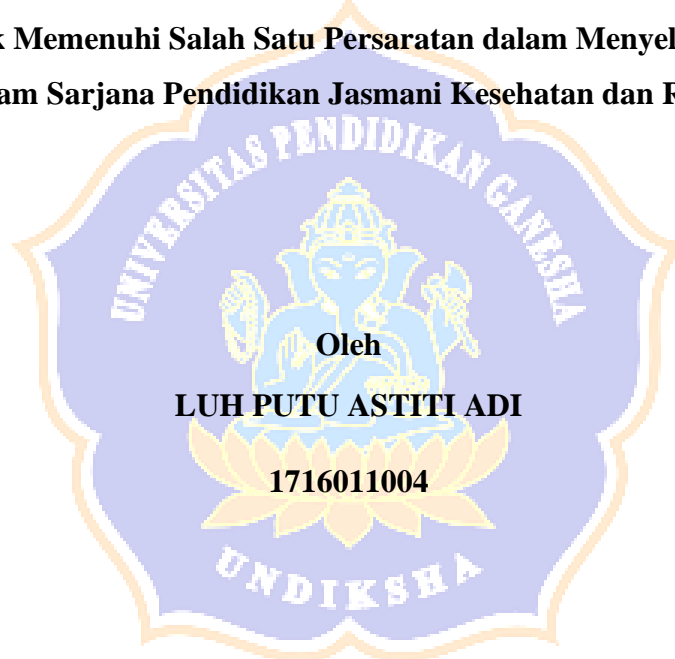 k Memenuhi Salah Satu Persaratan dalam Menyel
am Sarjana Pendidikan Jasmani Kesehatan dan R
UNIVERSITAS PENDIDIKAN GANESHA
Oleh
LUH PUTU ASTITI ADI
1716011004
UNDIKSHA